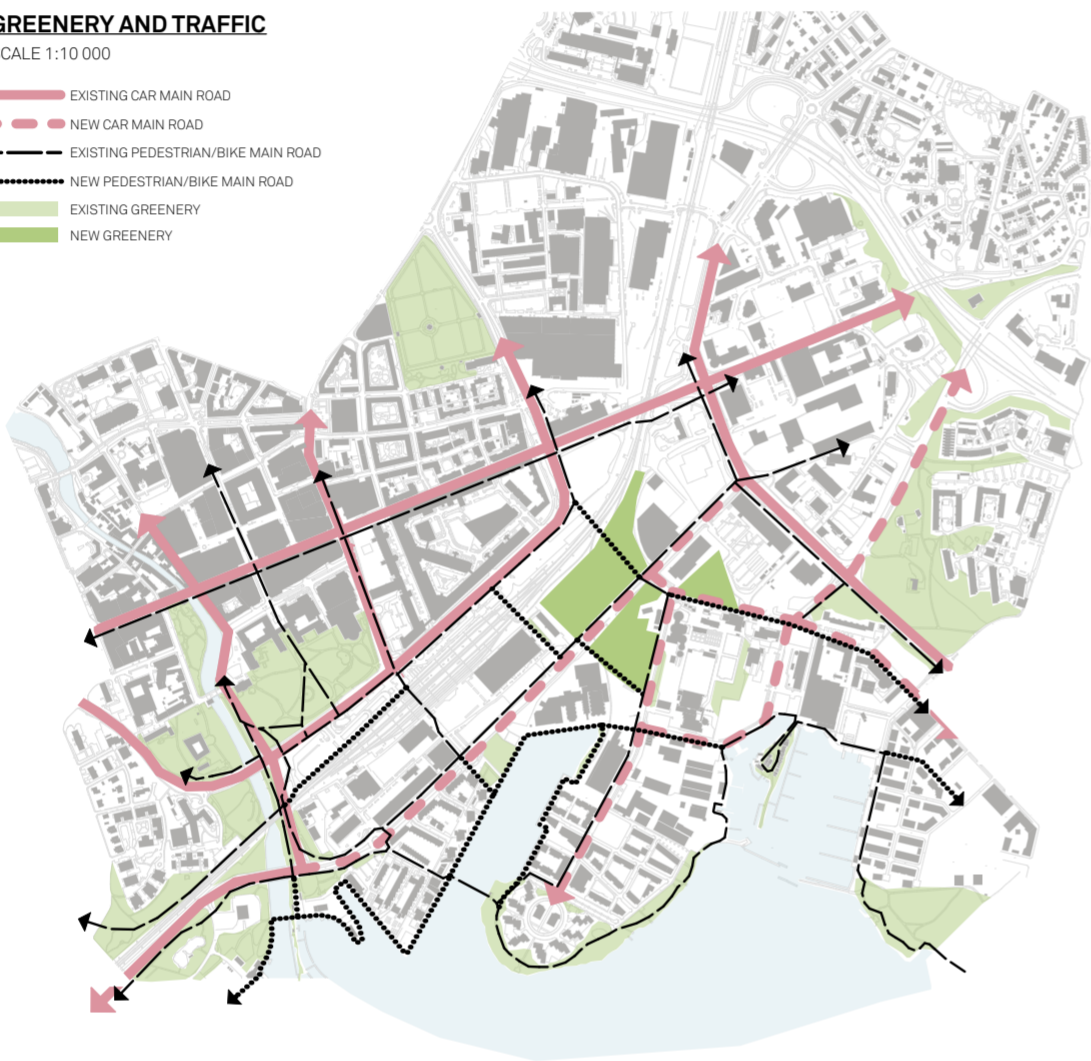 GREENERY AND TRAFFIC
SCALE 1:10 000
EXISTING CAR MAIN ROAD
NEW CAR MAIN ROAD
EXISTING PEDESTRIAN/BIKE MAIN ROAD
NEW PEDESTRIAN/BIKE MAIN ROAD
EXISTING GREENERY
NEW GREENERY